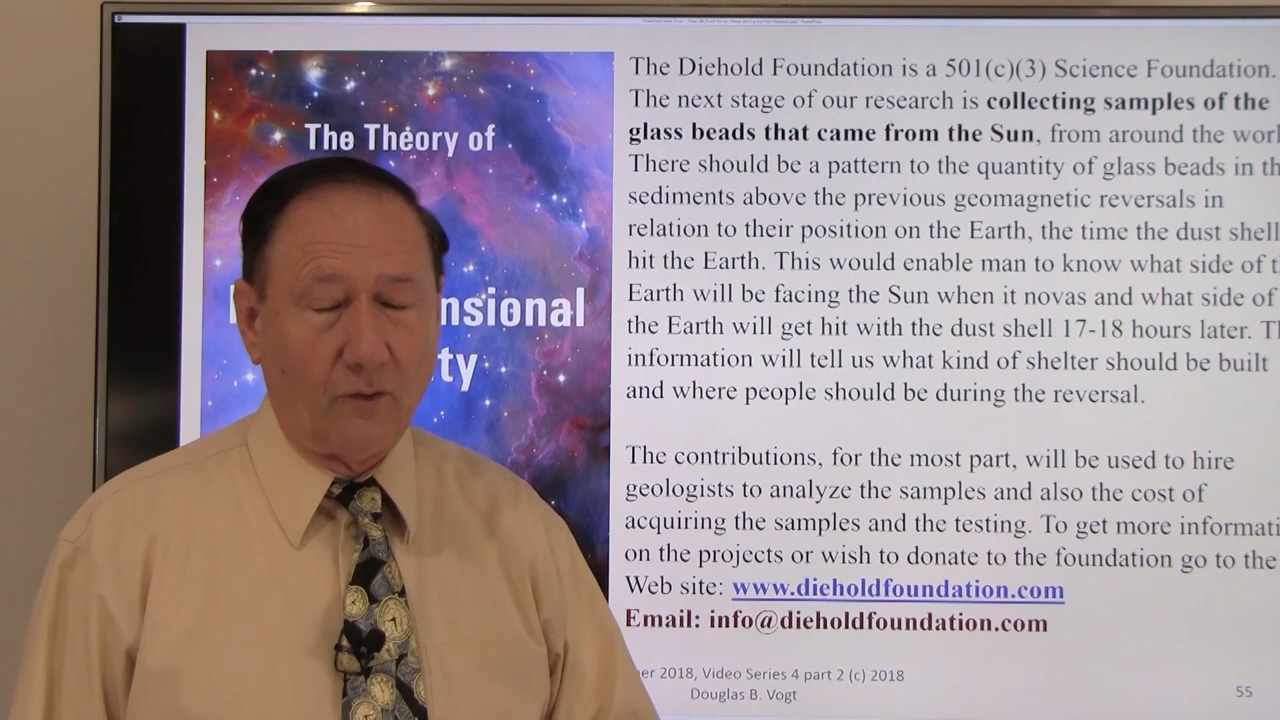 The Theory of
nsional
ty
The Diehold Foundation is a 501(c)(3) Science Foundation.
The next stage of our research is collecting samples of the
glass beads that came from the Sun, from around the worl
There should be a pattern to the quantity of glass beads in th
sediments above the previous geomagnetic reversals in
relation to their position on the Earth, the time the dust shell
hit the Earth. This would enable man to know what side of t
Earth will be facing the Sun when it novas and what side of
the Earth will get hit with the dust shell 17-18 hours later. Th
information will tell us what kind of shelter should be built
and where people should be during the reversal.
The contributions, for the most part, will be used to hire
geologists to analyze the samples and also the cost of
acquiring the samples and the testing. To get more informati
on the projects or wish to donate to the foundation go to the
Web site: www.dieholdfoundation.com
Email: info@dieholdfoundation.com
er 2018, Video Series 4 part 2 (c) 2018
Douglas B. Vogt
55